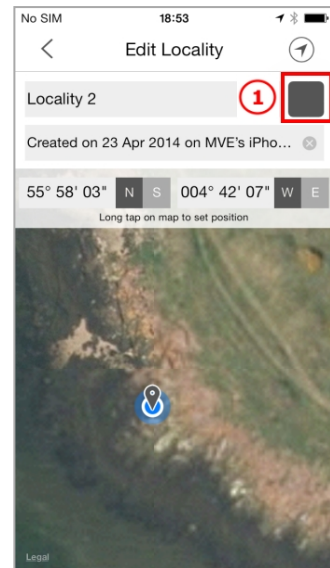 No SIM 18:53
Edit Locality
Locality 2 1
Created on 23 Apr 2014 on MVE's iPho...
55° 58' 03" N S 004° 42' 07" W E
Long tap on map to set position
Legal